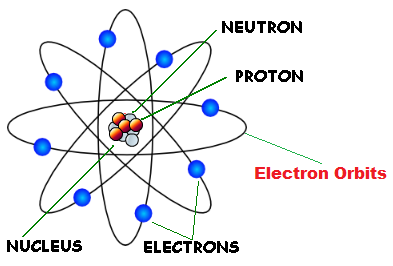 NEUTRON
PROTON
Electron Orbits
NUCLEUS
ELECTRONS